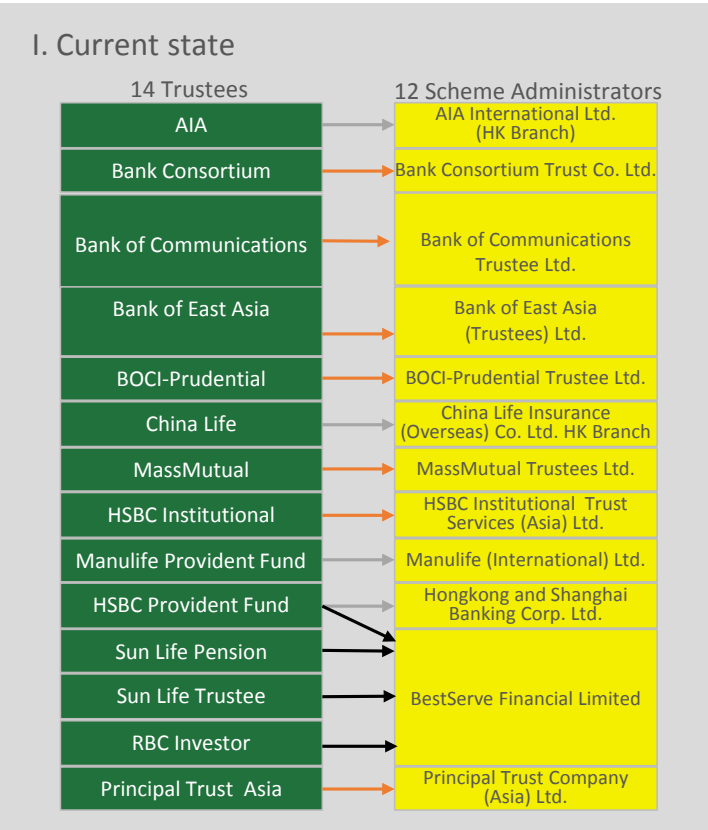 I. Current state
14 Trustees
12 Scheme Administrators
AIA
AIA International Ltd.
(HK Branch)
Bank Consortium
Bank Consortium Trust Co. Ltd.
Bank of Communications
Bank of Communications
Trustee Ltd.
Bank of East Asia
Bank of East Asia
(Trustees) Ltd.
BOCI-Prudential
BOCI-Prudential Trustee Ltd.
China Life
China Life Insurance
(Overseas) Co. Ltd. HK Branch
MassMutual
MassMutual Trustees Ltd.
HSBC Institutional
HSBC Institutional Trust
Services (Asia) Ltd.
Manulife Provident Fund
Manulife (International) Ltd.
HSBC Provident Fund
Hongkong and Shanghai
Banking Corp. Ltd.
Sun Life Pension
Sun Life Trustee
BestServe Financial Limited
RBC Investor
Principal Trust Asia
Principal Trust Company
(Asia) Ltd.